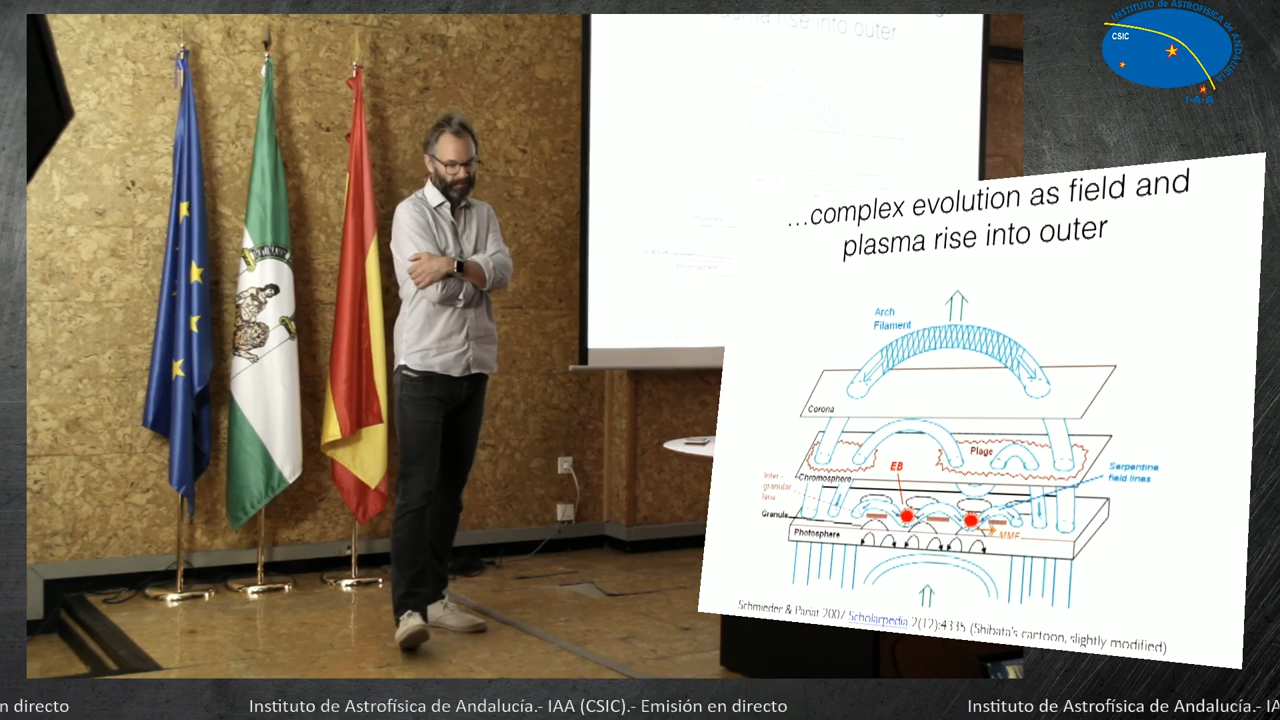 plasma rise into outer
INSTITUTO de ASTROFÍSICA de ANDALUCÍA
CSIC
I·A·A
...complex evolution as field and
plasma rise into outer
Arch
Filament
Corona
Plage
EB
Serpentine
field lines
Chromosphere
Inter-
granular
lane
Granule
MMF
Photosphere
Schmieder & Pariat 2007 Scholarpedia 2(12):4335 (Shibata's cartoon, slightly modified)
n directo
Instituto de Astrofísica de Andalucía.- IAA (CSIC).- Emisión en directo
Instituto de Astrofísica de Andalucía.- IA